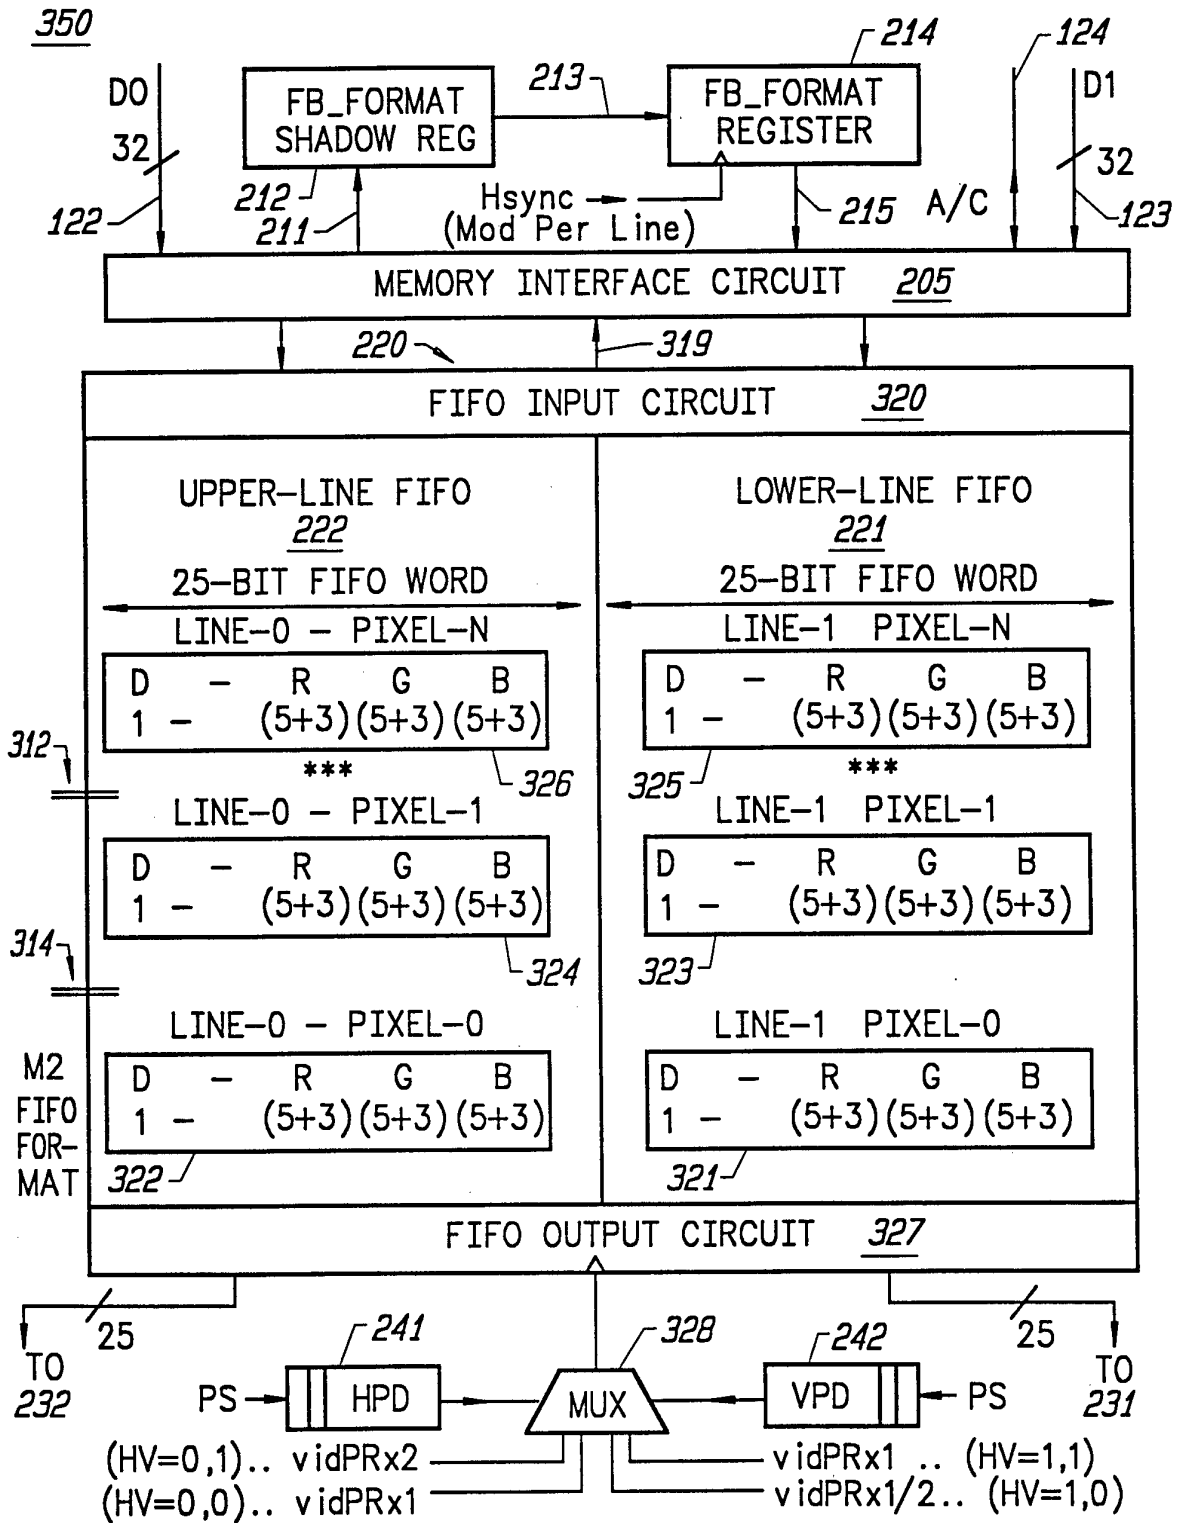 350
214
124
D0
FB_FORMAT
SHADOW REG
213
FB_FORMAT
REGISTER
D1
32
32
212
211
Hsync
(Mod Per Line)
215
A/C
122
123
MEMORY INTERFACE CIRCUIT 205
220
319
FIFO INPUT CIRCUIT 320
UPPER-LINE FIFO
222
LOWER-LINE FIFO
221
25-BIT FIFO WORD
25-BIT FIFO WORD
LINE-0 - PIXEL-N
LINE-1 PIXEL-N
D - R G B
1 - (5+3)(5+3)(5+3)
D - R G B
1 - (5+3)(5+3)(5+3)
312
***
326
325
***
LINE-0 - PIXEL-1
LINE-1 PIXEL-1
D - R G B
1 - (5+3)(5+3)(5+3)
D - R G B
1 - (5+3)(5+3)(5+3)
314
324
323
LINE-0 - PIXEL-0
LINE-1 PIXEL-0
M2
FIFO
FOR-
MAT
D - R G B
1 - (5+3)(5+3)(5+3)
D - R G B
1 - (5+3)(5+3)(5+3)
322
321
FIFO OUTPUT CIRCUIT 327
25
25
TO
232
241
328
242
TO
231
PS
HPD
MUX
VPD
PS
(HV=0,1).. vidPRx2
vidPRx1 .. (HV=1,1)
(HV=0,0).. vidPRx1
vidPRx1/2.. (HV=1,0)